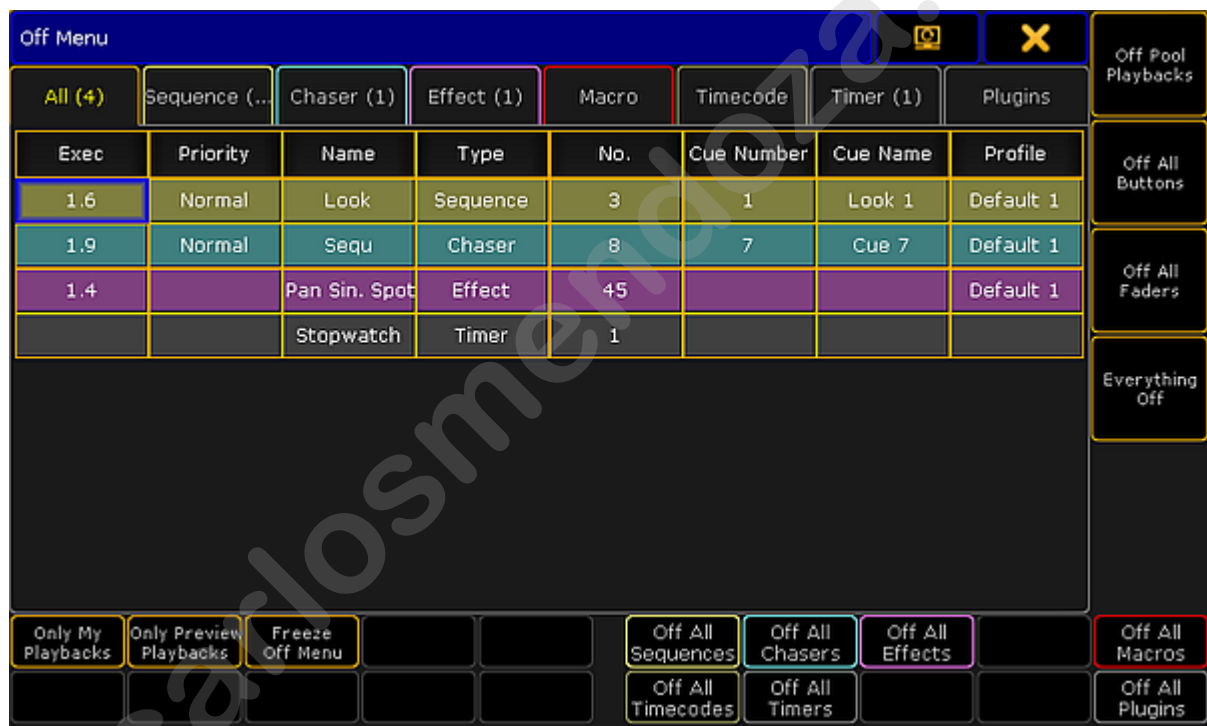 Off Menu
Off Pool
Playbacks
All (4) Sequence (... Chaser (1) Effect (1) Macro Timecode Timer (1) Plugins
Exec Priority Name Type No. Cue Number Cue Name Profile
Off All
Buttons
1.6 Normal Look Sequence 3 1 Look 1 Default 1
1.9 Normal Sequ Chaser 8 7 Cue 7 Default 1
Off All
Faders
1.4 Pan Sin. Spot Effect 45 Default 1
Stopwatch Timer 1
Everything
Off
Only My
Playbacks
Only Preview
Playbacks
Freeze
Off Menu
Off All
Sequences
Off All
Chasers
Off All
Effects
Off All
Macros
Off All
Timecodes
Off All
Timers
Off All
Plugins
carlosmendoza.